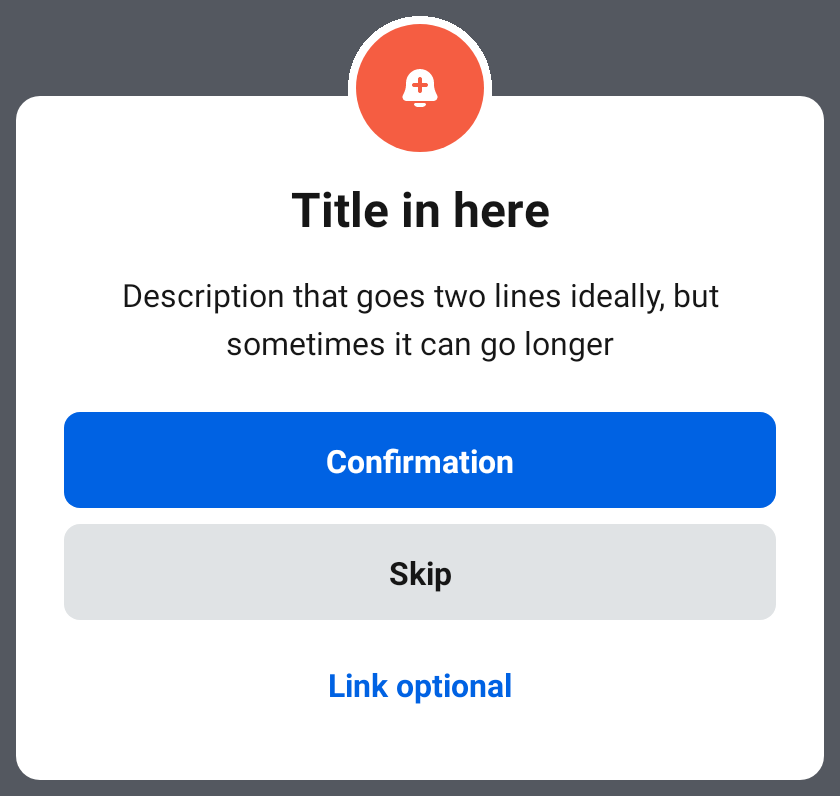 Title in here
Description that goes two lines ideally, but
sometimes it can go longer
Confirmation
Skip
Link optional